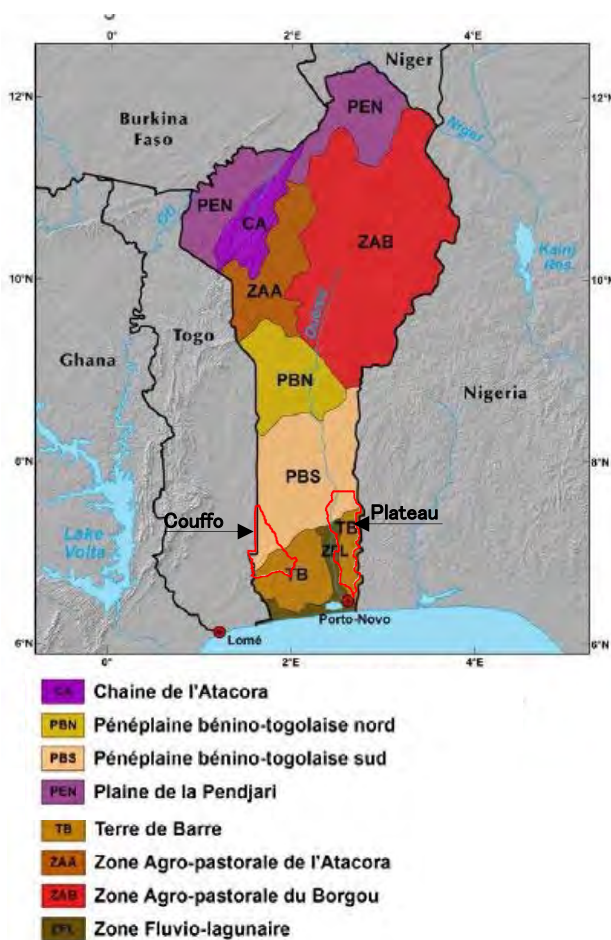 0° 2°E 4°E
Niger
12°N
12°N
PEN
Burkina
Faso
Niger
PEN
CA
ZAB
Kainji
Res.
10°N
10°N
ZAA
Togo
Ouémé
Ghana
PBN
Nigeria
8°N
8°N
PBS
Couffo
Plateau
Lake
Volta
TB
ZFL
TB
Porto-Novo
Lomé
6°N
6°N
0° 2°E 4°E
CA Chaine de l'Atacora
PBN Pénéplaine bénino-togolaise nord
PBS Pénéplaine bénino-togolaise sud
PEN Plaine de la Pendjari
TB Terre de Barre
ZAA Zone Agro-pastorale de l'Atacora
ZAB Zone Agro-pastorale du Borgou
ZFL Zone Fluvio-lagunaire